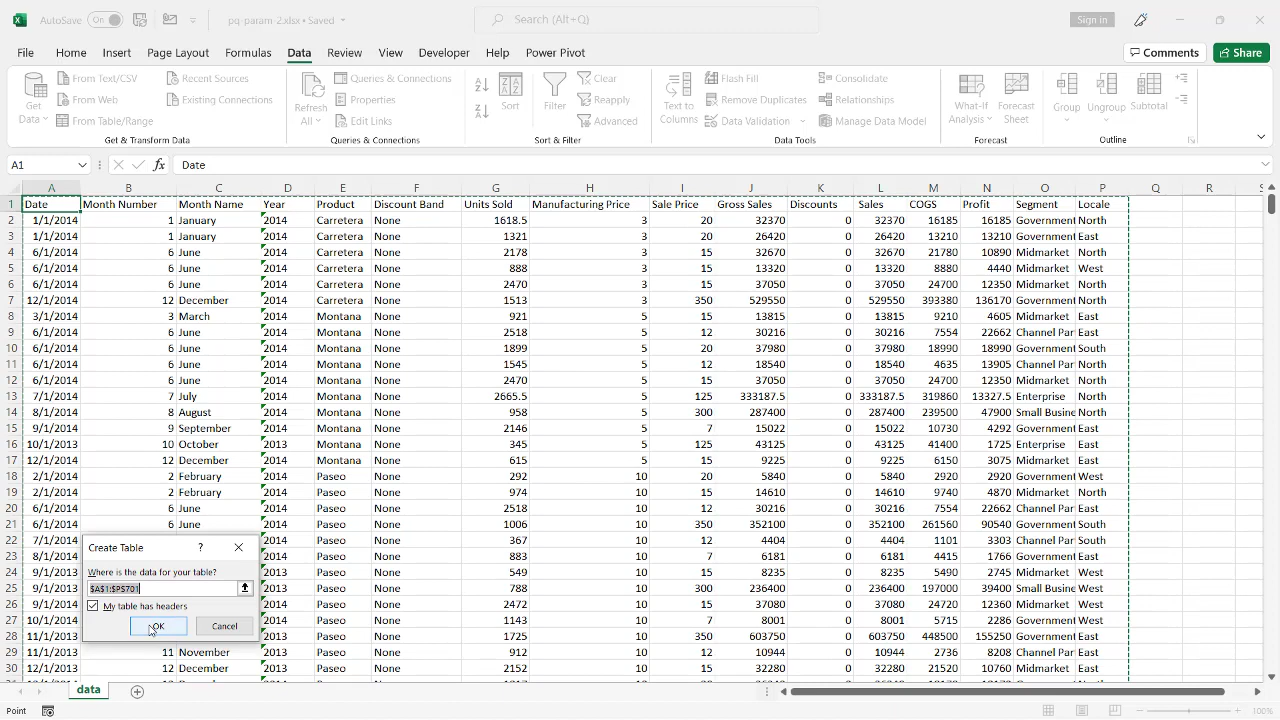 AutoSave On pq-param-2.xlsx • Saved Search (Alt+Q) Sign in
File Home Insert Page Layout Formulas Data Review View Developer Help Power Pivot Comments Share
Get Data From Text/CSV From Web From Table/Range Recent Sources Existing Connections
Get & Transform Data
Refresh All Queries & Connections Properties Edit Links
Queries & Connections
Sort Filter Clear Reapply Advanced
Sort & Filter
Text to Columns Flash Fill Remove Duplicates Data Validation Consolidate Relationships Manage Data Model
Data Tools
What-If Analysis Forecast Sheet
Forecast
Group Ungroup Subtotal
Outline
A1 fx Date
A B C D E F G H I J K L M N O P Q R S
1 Date Month Number Month Name Year Product Discount Band Units Sold Manufacturing Price Sale Price Gross Sales Discounts Sales COGS Profit Segment Locale
2 1/1/2014 1 January 2014 Carretera None 1618.5 3 20 32370 0 32370 16185 16185 Government North
3 1/1/2014 1 January 2014 Carretera None 1321 3 20 26420 0 26420 13210 13210 Government East
4 6/1/2014 6 June 2014 Carretera None 2178 3 15 32670 0 32670 21780 10890 Midmarket North
5 6/1/2014 6 June 2014 Carretera None 888 3 15 13320 0 13320 8880 4440 Midmarket West
6 6/1/2014 6 June 2014 Carretera None 2470 3 15 37050 0 37050 24700 12350 Midmarket North
7 12/1/2014 12 December 2014 Carretera None 1513 3 350 529550 0 529550 393380 136170 Government West
8 3/1/2014 3 March 2014 Montana None 921 5 15 13815 0 13815 9210 4605 Midmarket East
9 6/1/2014 6 June 2014 Montana None 2518 5 12 30216 0 30216 7554 22662 Channel Par East
10 6/1/2014 6 June 2014 Montana None 1899 5 20 37980 0 37980 18990 18990 Government South
11 6/1/2014 6 June 2014 Montana None 1545 5 12 18540 0 18540 4635 13905 Channel Par North
12 6/1/2014 6 June 2014 Montana None 2470 5 15 37050 0 37050 24700 12350 Midmarket North
13 7/1/2014 7 July 2014 Montana None 2665.5 5 125 333187.5 0 333187.5 319860 13327.5 Enterprise North
14 8/1/2014 8 August 2014 Montana None 958 5 300 287400 0 287400 239500 47900 Small Busine North
15 9/1/2014 9 September 2014 Montana None 2146 5 7 15022 0 15022 10730 4292 Government East
16 10/1/2013 10 October 2013 Montana None 345 5 125 43125 0 43125 41400 1725 Enterprise East
17 12/1/2014 12 December 2014 Montana None 615 5 15 9225 0 9225 6150 3075 Midmarket East
18 2/1/2014 2 February 2014 Paseo None 292 10 20 5840 0 5840 2920 2920 Government West
19 2/1/2014 2 February 2014 Paseo None 974 10 15 14610 0 14610 9740 4870 Midmarket North
20 6/1/2014 6 June 2014 Paseo None 2518 10 12 30216 0 30216 7554 22662 Channel Par East
21 6/1/2014 6 June 2014 Paseo None 1006 10 350 352100 0 352100 261560 90540 Government South
22 7/1/2014 2014 Paseo None 367 10 12 4404 0 4404 1101 3303 Channel Par South
23 8/1/2014 2014 Paseo None 883 10 7 6181 0 6181 4415 1766 Government East
24 9/1/2013 2013 Paseo None 549 10 15 8235 0 8235 5490 2745 Midmarket West
25 9/1/2013 2013 Paseo None 788 10 300 236400 0 236400 197000 39400 Small Busine West
26 9/1/2014 2014 Paseo None 2472 10 15 37080 0 37080 24720 12360 Midmarket West
27 10/1/2014 2014 Paseo None 1143 10 7 8001 0 8001 5715 2286 Government West
28 11/1/2013 2013 Paseo None 1725 10 350 603750 0 603750 448500 155250 Government South
29 11/1/2013 11 November 2013 Paseo None 912 10 12 10944 0 10944 2736 8208 Channel Par East
30 12/1/2013 12 December 2013 Paseo None 2152 10 15 32280 0 32280 21520 10760 Midmarket North
Create Table ?
Where is the data for your table?
$A$1:$P$701
My table has headers
OK Cancel
data
Point 100%